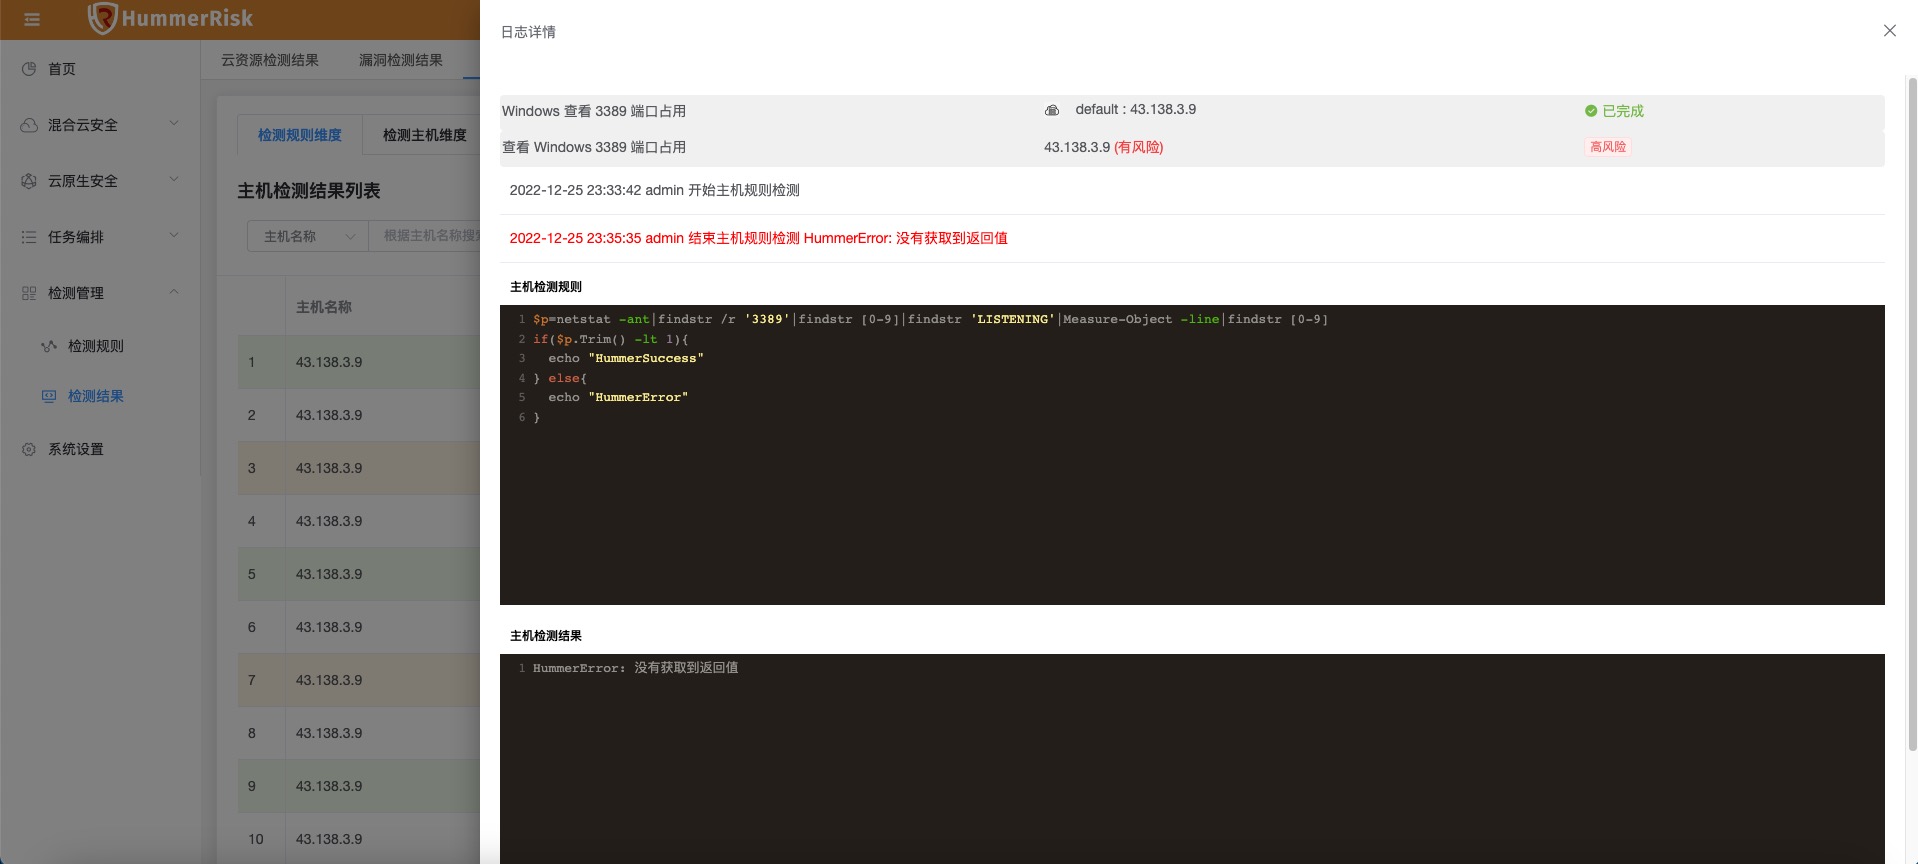 HummerRisk
首页
混合云安全
云原生安全
任务编排
检测管理
检测规则
检测结果
系统设置
云资源检测结果
漏洞检测结果
检测规则维度
检测主机维度
主机检测结果列表
主机名称
根据主机名称搜
主机名称
1 43.138.3.9
2 43.138.3.9
3 43.138.3.9
4 43.138.3.9
5 43.138.3.9
6 43.138.3.9
7 43.138.3.9
8 43.138.3.9
9 43.138.3.9
10 43.138.3.9
日志详情
Windows 查看 3389 端口占用 default : 43.138.3.9 已完成
查看 Windows 3389 端口占用 43.138.3.9 (有风险) 高风险
2022-12-25 23:33:42 admin 开始主机规则检测
2022-12-25 23:35:35 admin 结束主机规则检测 HummerError: 没有获取到返回值
主机检测规则
1 $p=netstat -ant|findstr /r '3389'|findstr [0-9]|findstr 'LISTENING'|Measure-Object -line|findstr [0-9]
2 if($p.Trim() -lt 1){
3 echo "HummerSuccess"
4 } else{
5 echo "HummerError"
6 }
主机检测结果
1 HummerError: 没有获取到返回值